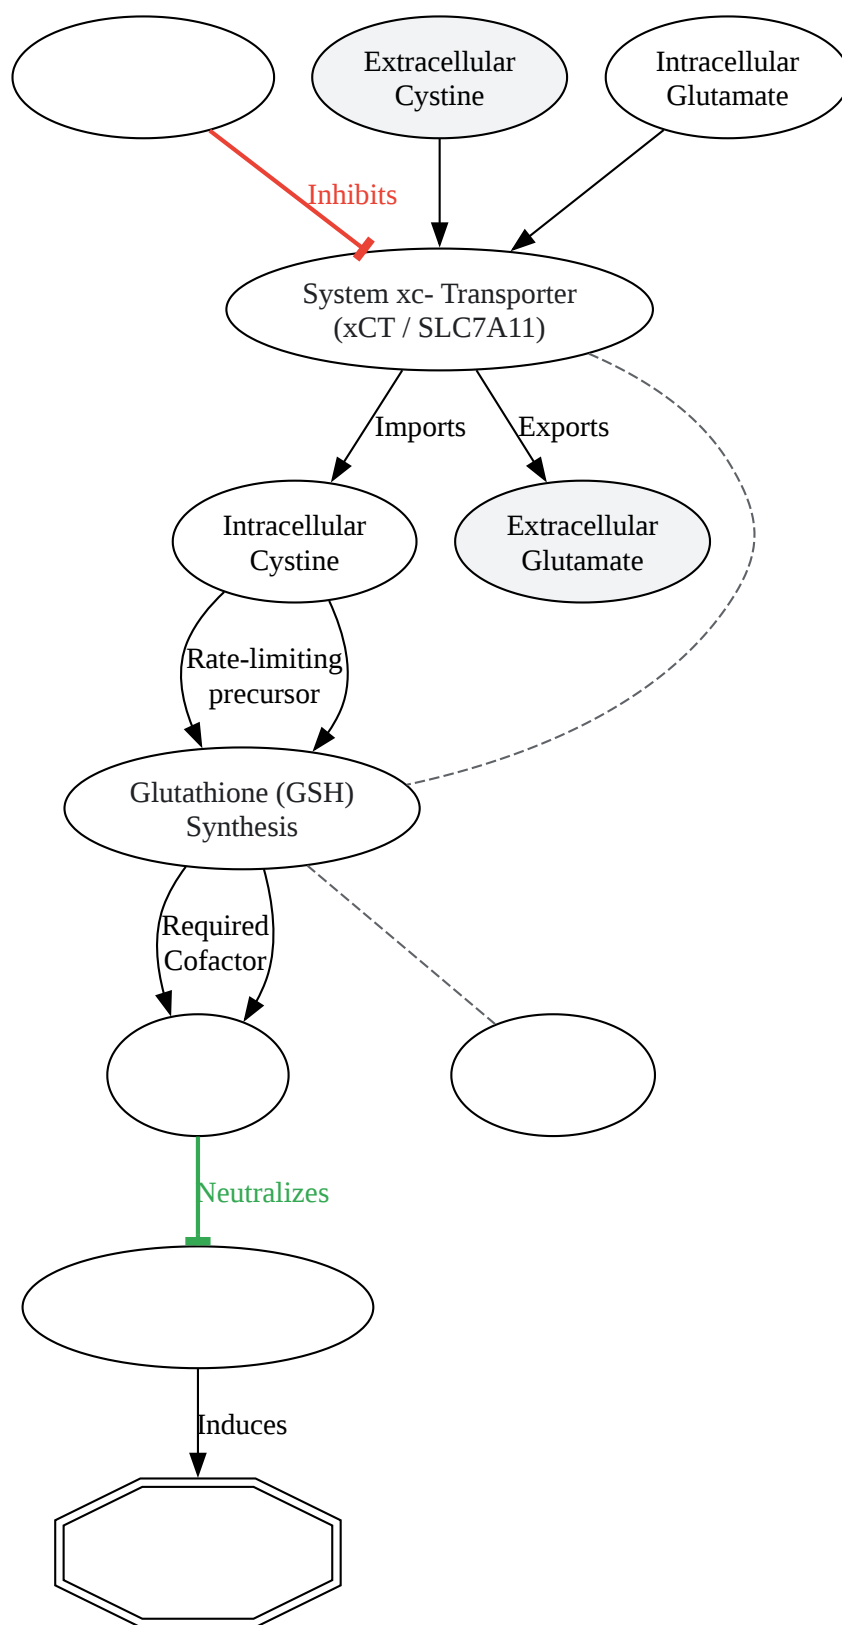 Extracellular
Cystine
Intracellular
Glutamate
Inhibits
System xc- Transporter
(xCT / SLC7A11)
Imports
Exports
Intracellular
Cystine
Extracellular
Glutamate
Rate-limiting
precursor
Glutathione (GSH)
Synthesis
Required
Cofactor
Neutralizes
Induces